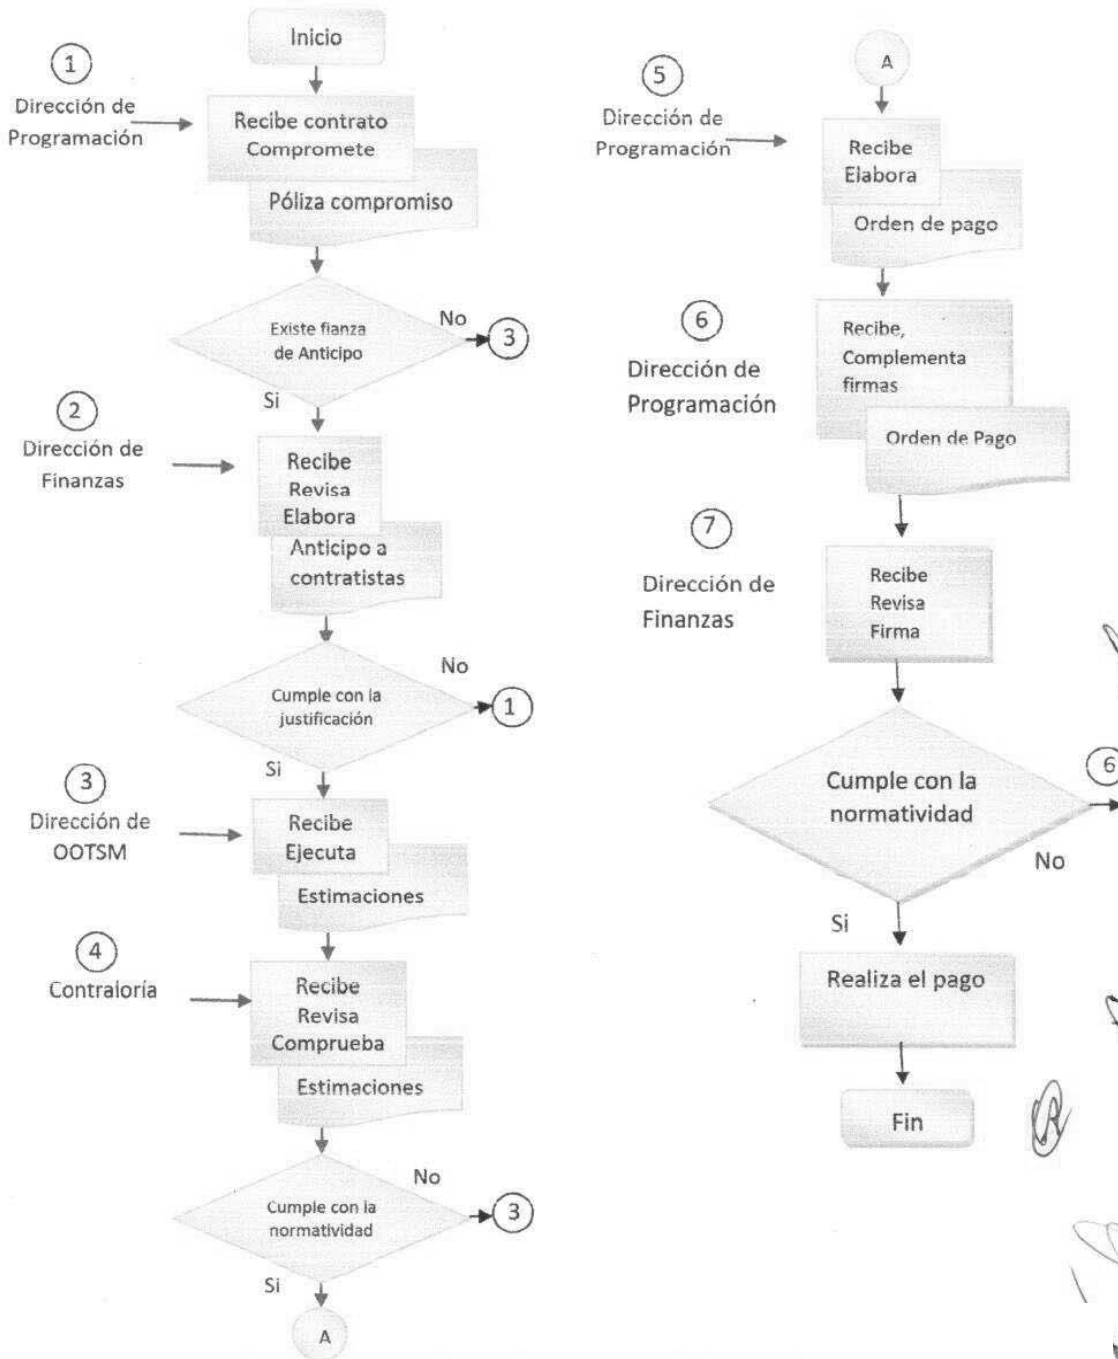 Inicio
1
Dirección de
Programación
Recibe contrato
Compromete
Póliza compromiso
Existe fianza
de Anticipo
No
3
Si
2
Dirección de
Finanzas
Recibe
Revisa
Elabora
Anticipo a
contratistas
Cumple con la
justificación
No
1
Si
3
Dirección de
OOTSM
Recibe
Ejecuta
Estimaciones
4
Contraloría
Recibe
Revisa
Comprueba
Estimaciones
Cumple con la
normatividad
No
3
Si
A
A
5
Dirección de
Programación
Recibe
Elabora
Orden de pago
6
Dirección de
Programación
Recibe,
Complementa
firmas
Orden de Pago
7
Dirección de
Finanzas
Recibe
Revisa
Firma
Cumple con la
normatividad
6
No
Si
Realiza el pago
Fin